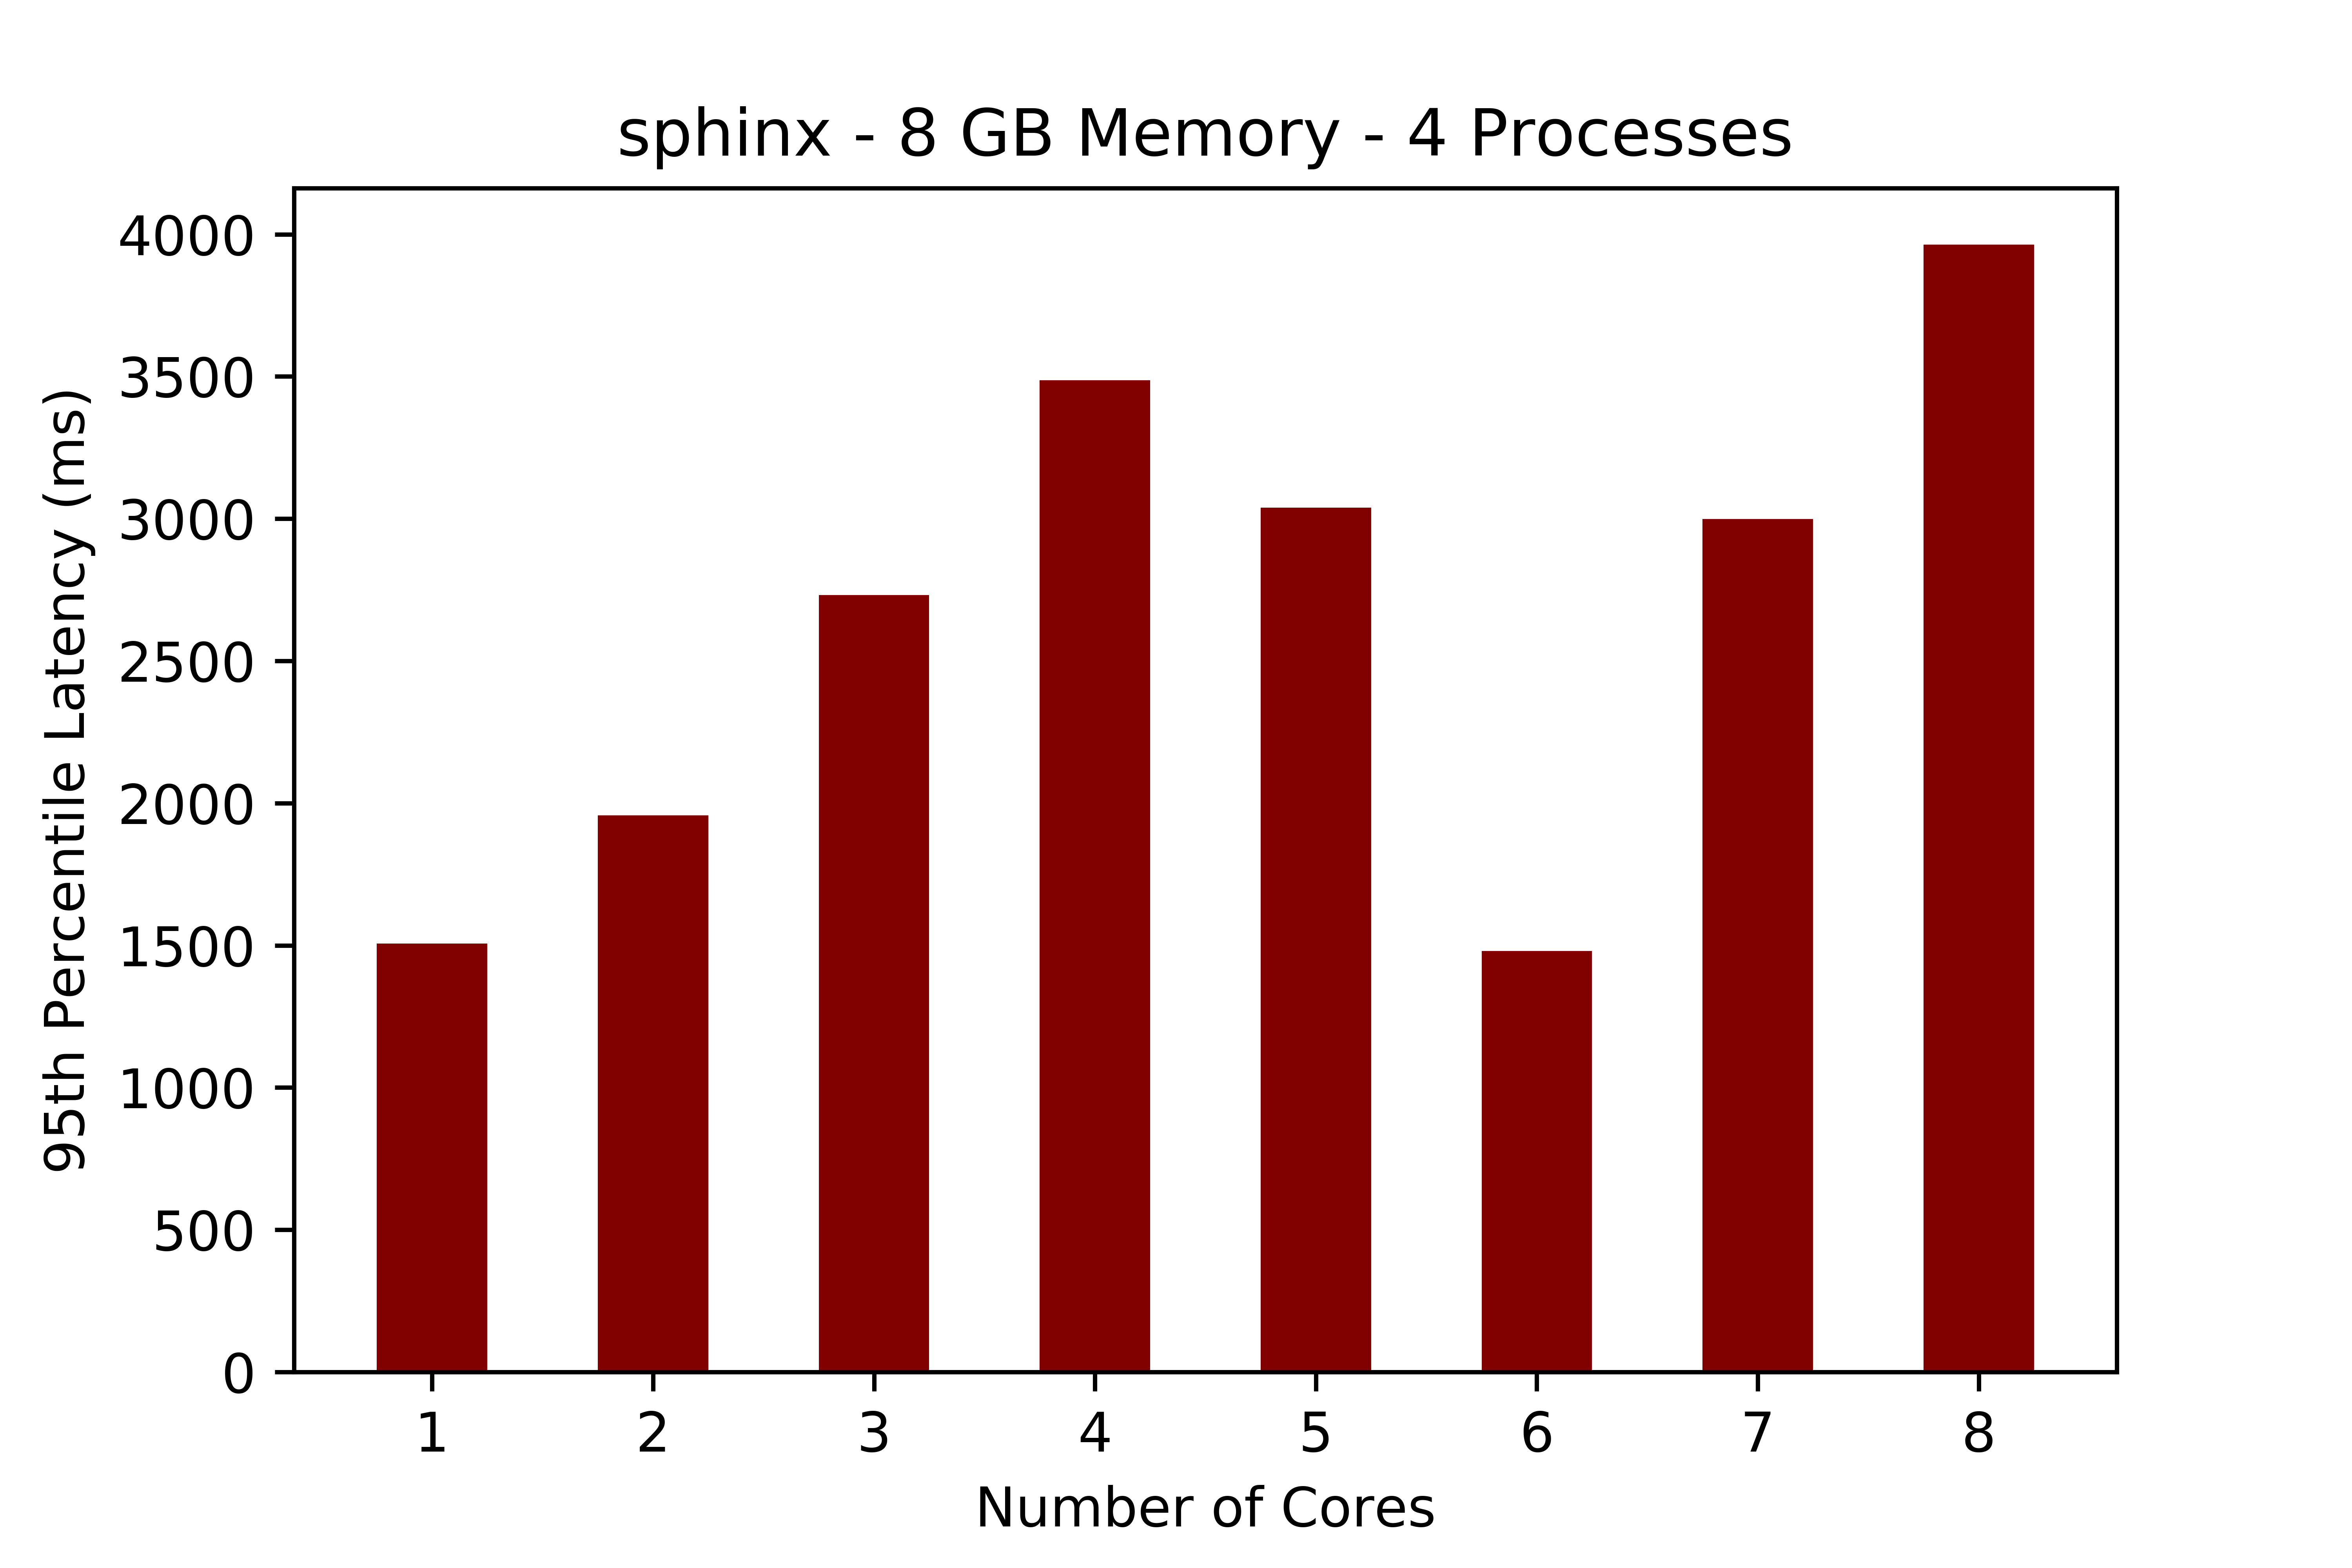 sphinx - 8 GB Memory - 4 Processes
95th Percentile Latency (ms)
4000
3500
3000
2500
2000
1500
1000
500
0
1 2 3 4 5 6 7 8
Number of Cores